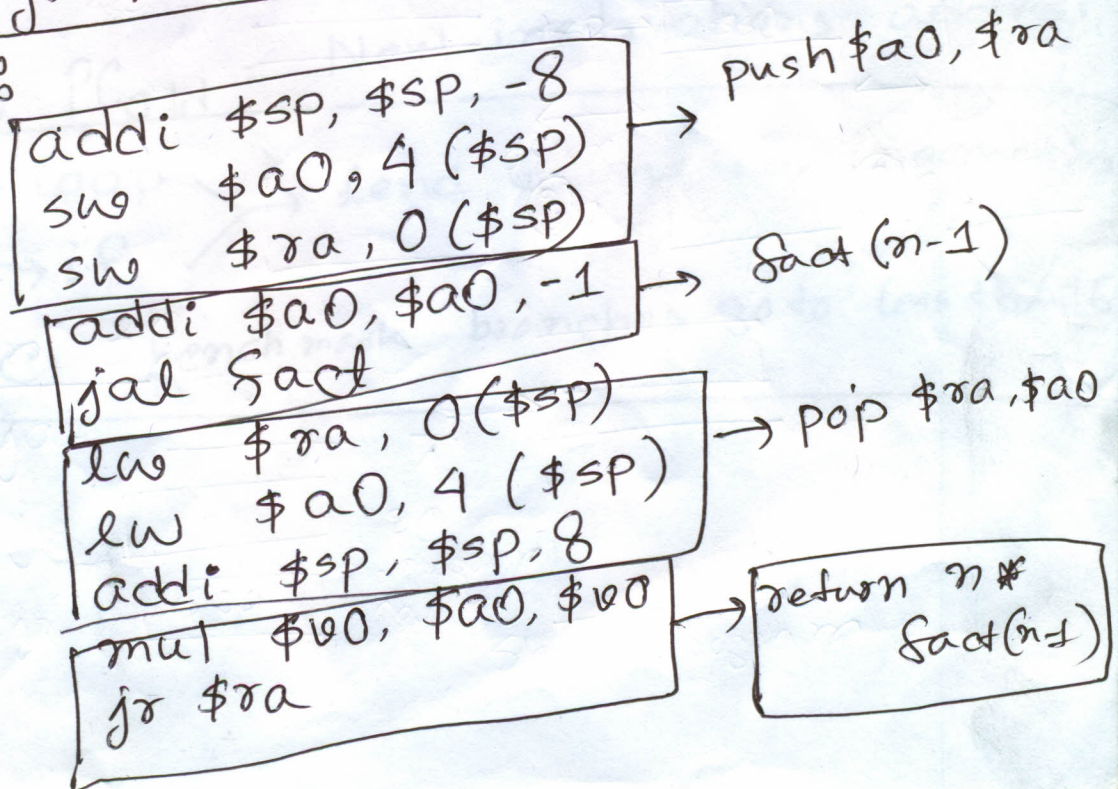 addi $sp, $sp, -8
sw $a0, 4 ($sp)
sw $ra, 0 ($sp)
push $a0, $ra
addi $a0, $a0, -1
jal fact
fact (n-1)
lw $ra, 0 ($sp)
lw $a0, 4 ($sp)
addi $sp, $sp, 8
pop $ra, $a0
mul $v0, $a0, $v0
jr $ra
return n *
fact(n-1)